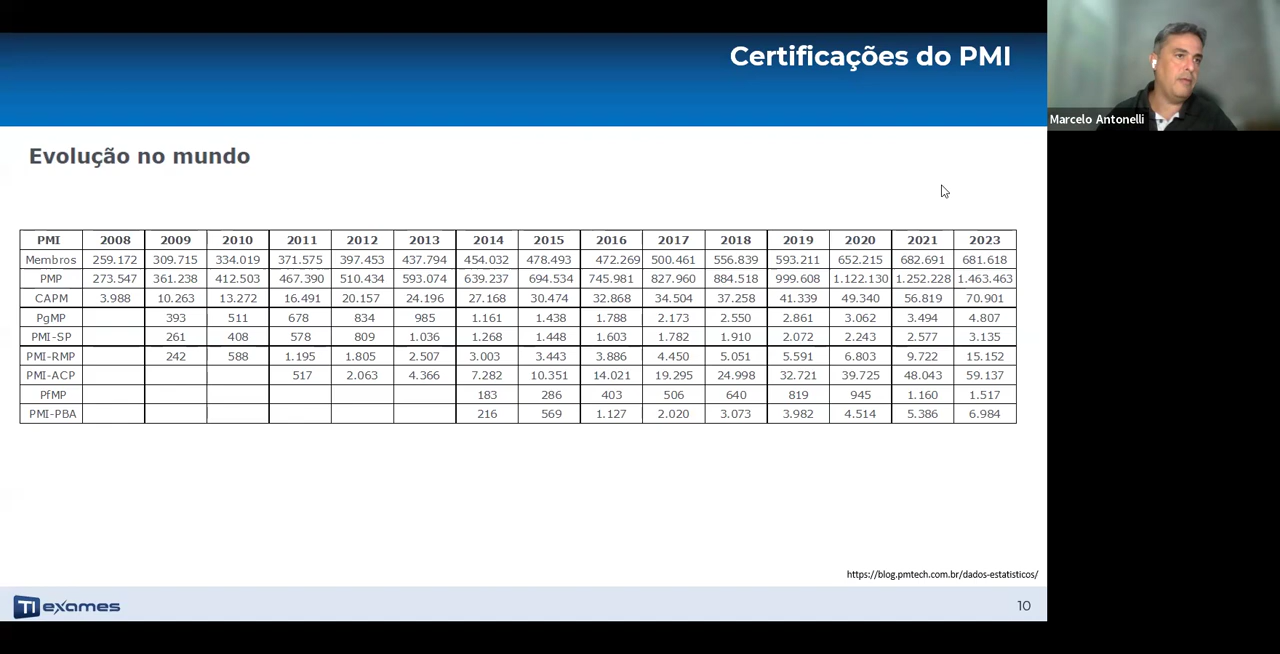 Certificações do PMI
Marcelo Antonelli
Evolução no mundo
PMI 2008 2009 2010 2011 2012 2013 2014 2015 2016 2017 2018 2019 2020 2021 2023
Membros 259.172 309.715 334.019 371.575 397.453 437.794 454.032 478.493 472.269 500.461 556.839 593.211 652.215 682.691 681.618
PMP 273.547 361.238 412.503 467.390 510.434 593.074 639.237 694.534 745.981 827.960 884.518 999.608 1.122.130 1.252.228 1.463.463
CAPM 3.988 10.263 13.272 16.491 20.157 24.196 27.168 30.474 32.868 34.504 37.258 41.339 49.340 56.819 70.901
PgMP 393 511 678 834 985 1.161 1.438 1.788 2.173 2.550 2.861 3.062 3.494 4.807
PMI-SP 261 408 578 809 1.036 1.268 1.448 1.603 1.782 1.910 2.072 2.243 2.577 3.135
PMI-RMP 242 588 1.195 1.805 2.507 3.003 3.443 3.886 4.450 5.051 5.591 6.803 9.722 15.152
PMI-ACP 517 2.063 4.366 7.282 10.351 14.021 19.295 24.998 32.721 39.725 48.043 59.137
PfMP 183 286 403 506 640 819 945 1.160 1.517
PMI-PBA 216 569 1.127 2.020 3.073 3.982 4.514 5.386 6.984
https://blog.pmtech.com.br/dados-estatisticos/
TI exames
10